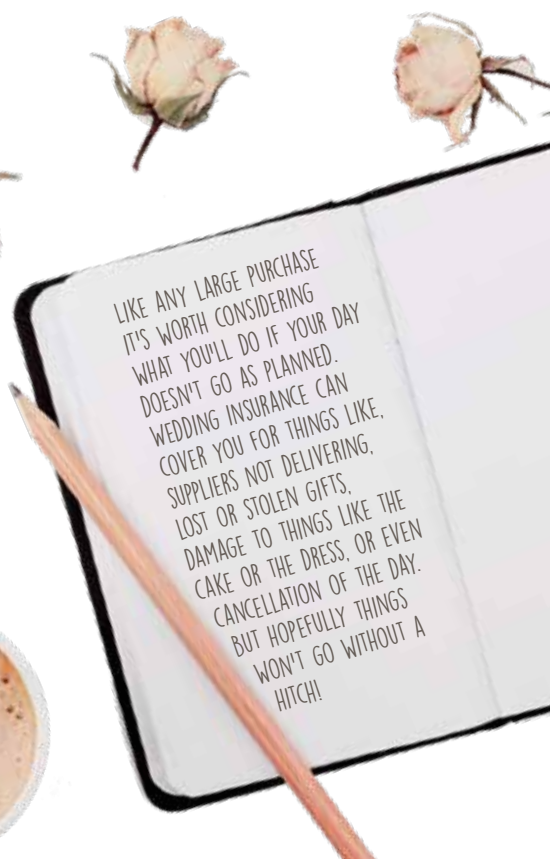 LIKE ANY LARGE PURCHASE
IT'S WORTH CONSIDERING
WHAT YOU'LL DO IF YOUR DAY
DOESN'T GO AS PLANNED.
WEDDING INSURANCE CAN
COVER YOU FOR THINGS LIKE,
SUPPLIERS NOT DELIVERING,
LOST OR STOLEN GIFTS,
DAMAGE TO THINGS LIKE THE
CAKE OR THE DRESS, OR EVEN
CANCELLATION OF THE DAY.
BUT HOPEFULLY THINGS
WON'T GO WITHOUT A
HITCH!